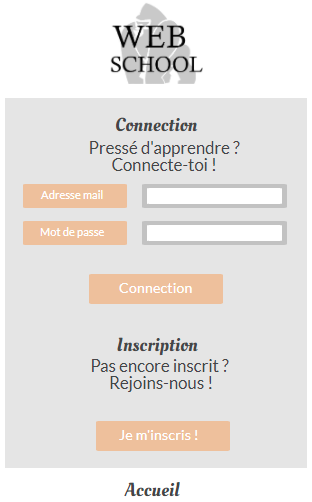 WEB
SCHOOL
Connection
Pressé d'apprendre ?
Connecte-toi !
Adresse mail
Mot de passe
Connection
Inscription
Pas encore inscrit ?
Rejoins-nous !
Je m'inscris !
Accueil